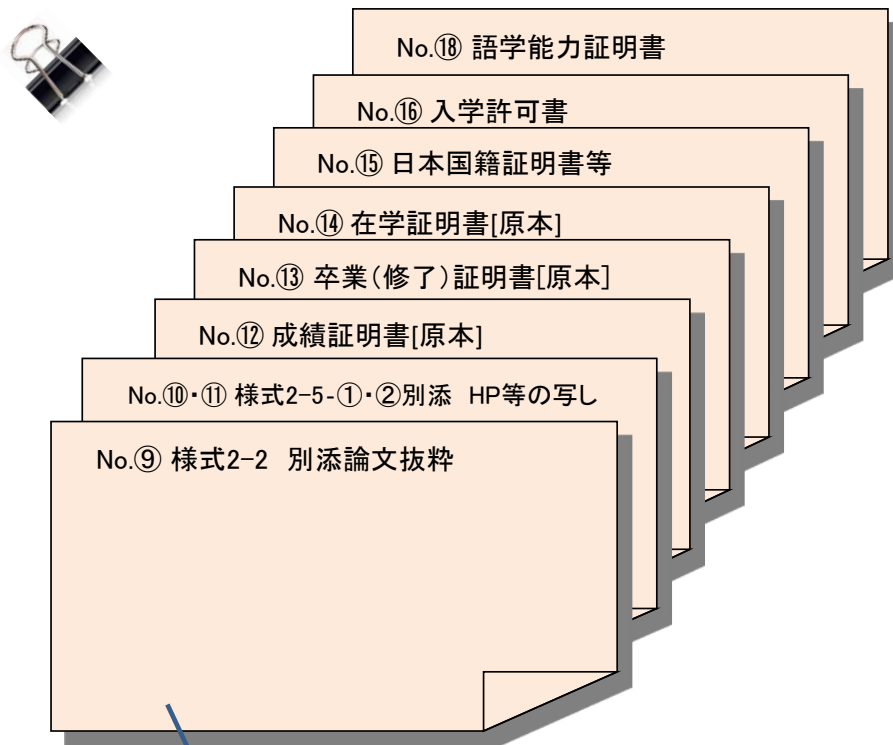 No.⑱ 語学能力証明書
No.⑯ 入学許可書
No.⑮ 日本国籍証明書等
No.⑭ 在学証明書[原本]
No.⑬ 卒業(修了)証明書[原本]
No.⑫ 成績証明書[原本]
No.⑩・⑪ 様式2-5-①・②別添 HP等の写し
No.⑨ 様式2-2 別添論文抜粋